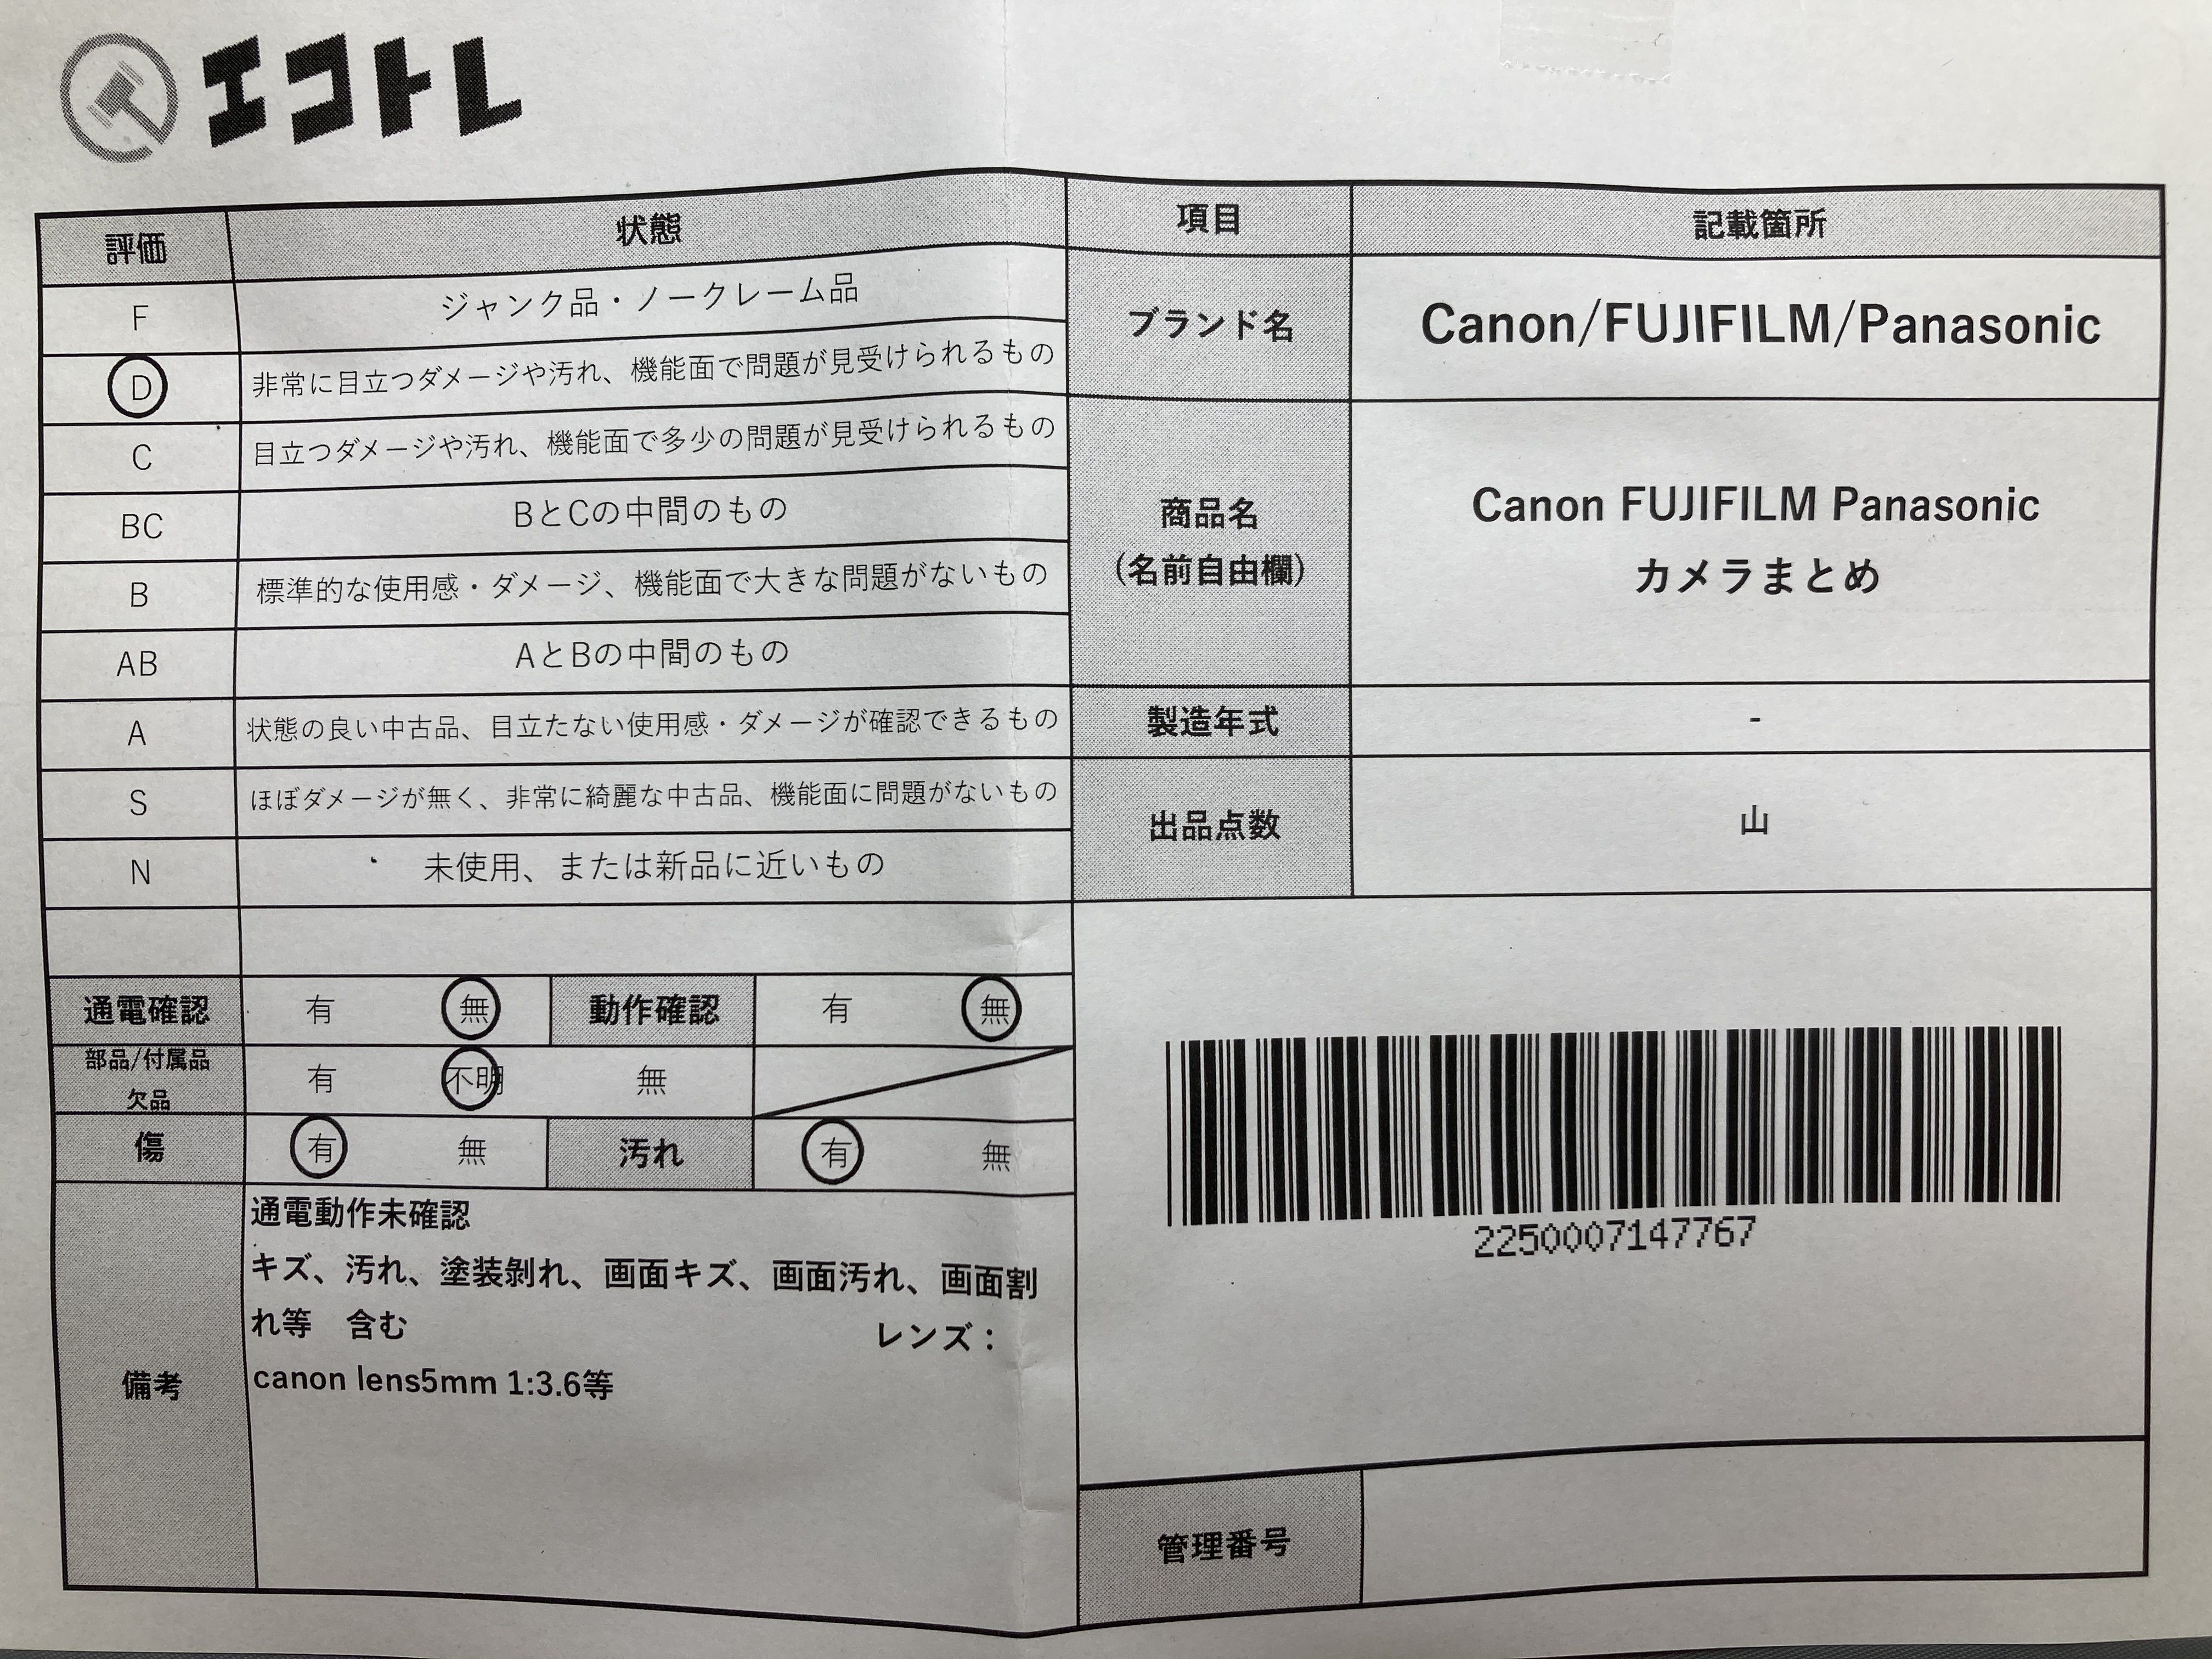 エコトレ
評価 状態
F ジャンク品・ノークレーム品
D 非常に目立つダメージや汚れ、機能面で問題が見受けられるもの
C 目立つダメージや汚れ、機能面で多少の問題が見受けられるもの
BC BとCの中間のもの
B 標準的な使用感・ダメージ、機能面で大きな問題がないもの
AB AとBの中間のもの
A 状態の良い中古品、目立たない使用感・ダメージが確認できるもの
S ほぼダメージが無く、非常に綺麗な中古品、機能面に問題がないもの
N 未使用、または新品に近いもの
通電確認 有 無 動作確認 有 無
部品/付属品
欠品 有 不明 無
傷 有 無 汚れ 有 無
備考
通電動作未確認
キズ、汚れ、塗装剝れ、画面キズ、画面汚れ、画面割
れ等 含む レンズ：
canon lens5mm 1:3.6等
項目 記載箇所
ブランド名 Canon/FUJIFILM/Panasonic
商品名
(名前自由欄)
Canon FUJIFILM Panasonic
カメラまとめ
製造年式 -
出品点数 山
2250007147767
管理番号